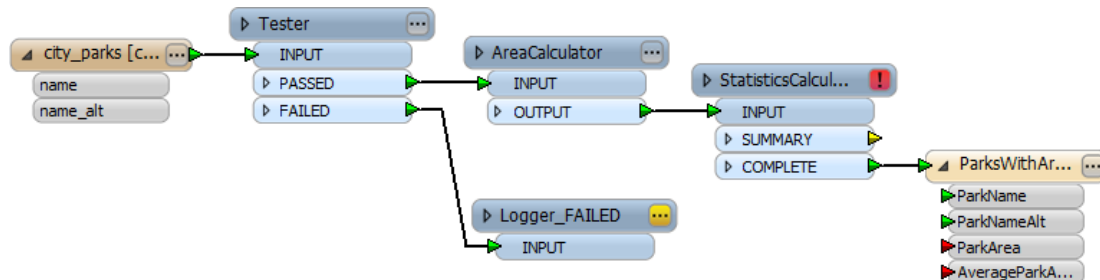 city_parks [c... ...
name
name_alt
Tester ...
INPUT
PASSED
FAILED
AreaCalculator ...
INPUT
OUTPUT
Logger_FAILED ...
INPUT
StatisticsCalcul... !
INPUT
SUMMARY
COMPLETE
ParksWithAr... ...
ParkName
ParkNameAlt
ParkArea
AverageParkA...